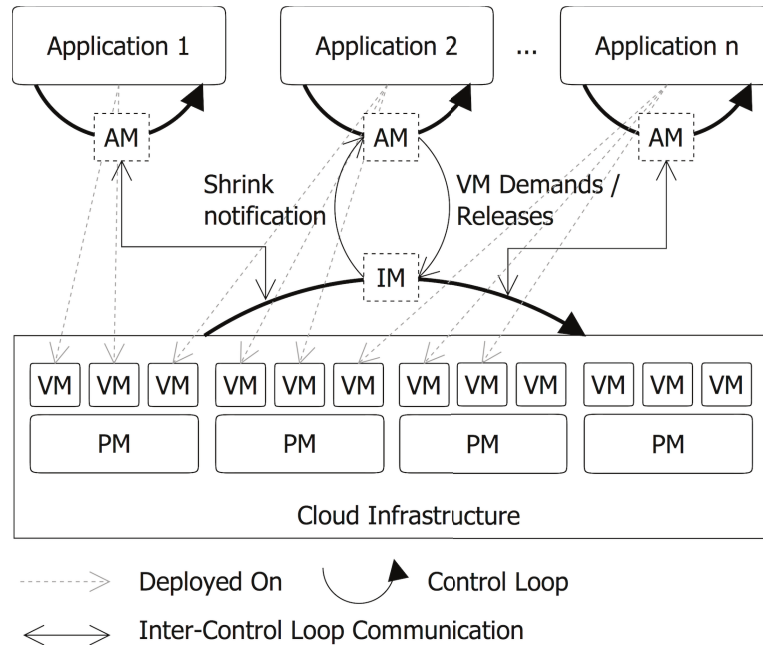 Application 1
Application 2
...
Application n
AM
AM
AM
Shrink
notification
VM Demands /
Releases
IM
VM VM VM VM VM VM VM VM VM VM VM VM
PM PM PM PM
Cloud Infrastructure
Deployed On
Control Loop
Inter-Control Loop Communication